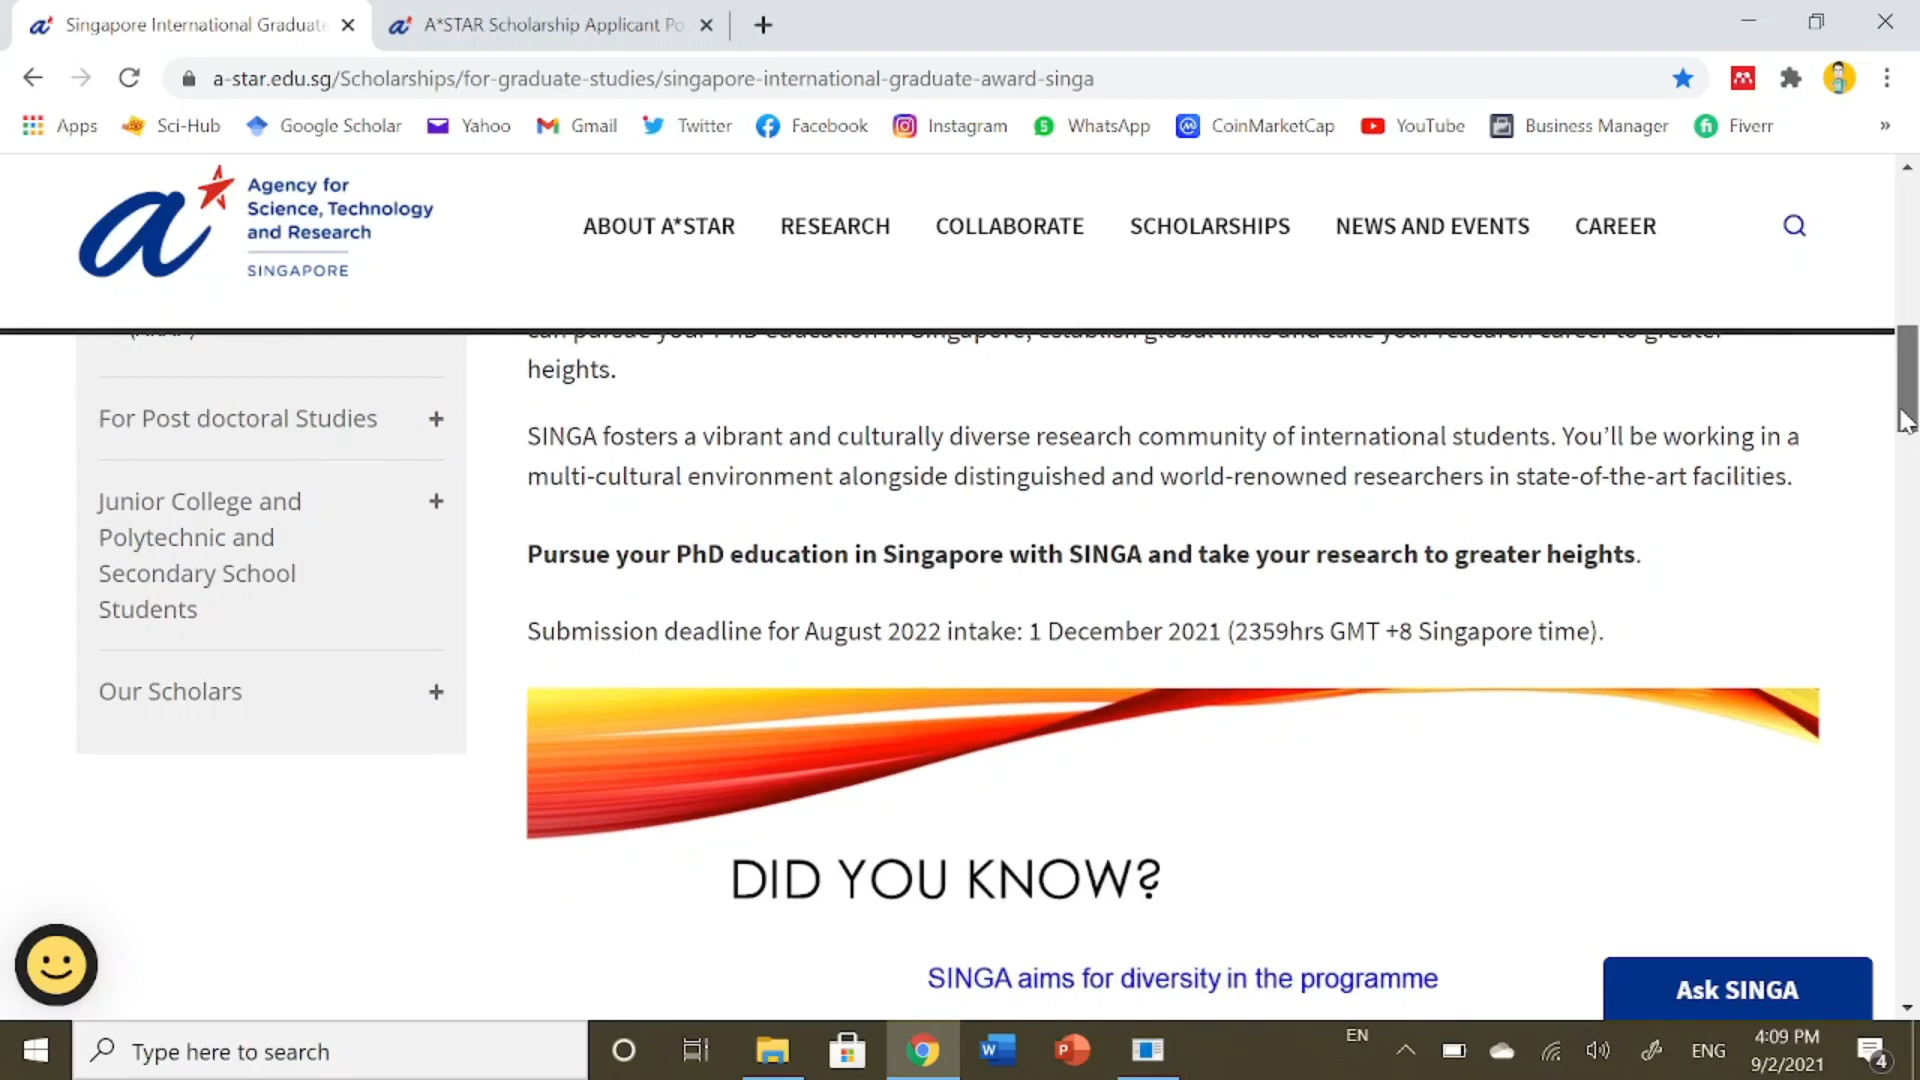 Singapore International Graduate
A*STAR Scholarship Applicant Po
a-star.edu.sg/Scholarships/for-graduate-studies/singapore-international-graduate-award-singa
Apps Sci-Hub Google Scholar Yahoo Gmail Twitter Facebook Instagram WhatsApp CoinMarketCap YouTube Business Manager Fiverr »
Agency for
Science, Technology
and Research
SINGAPORE
ABOUT A*STAR RESEARCH COLLABORATE SCHOLARSHIPS NEWS AND EVENTS CAREER
can pursue your PhD education in Singapore, establish global links and take your research career to greater
heights.
For Post doctoral Studies +
Junior College and +
Polytechnic and
Secondary School
Students
Our Scholars +
SINGA fosters a vibrant and culturally diverse research community of international students. You’ll be working in a
multi-cultural environment alongside distinguished and world-renowned researchers in state-of-the-art facilities.
Pursue your PhD education in Singapore with SINGA and take your research to greater heights.
Submission deadline for August 2022 intake: 1 December 2021 (2359hrs GMT +8 Singapore time).
DID YOU KNOW?
SINGA aims for diversity in the programme
Ask SINGA
Type here to search
EN
ENG
4:09 PM
9/2/2021
4